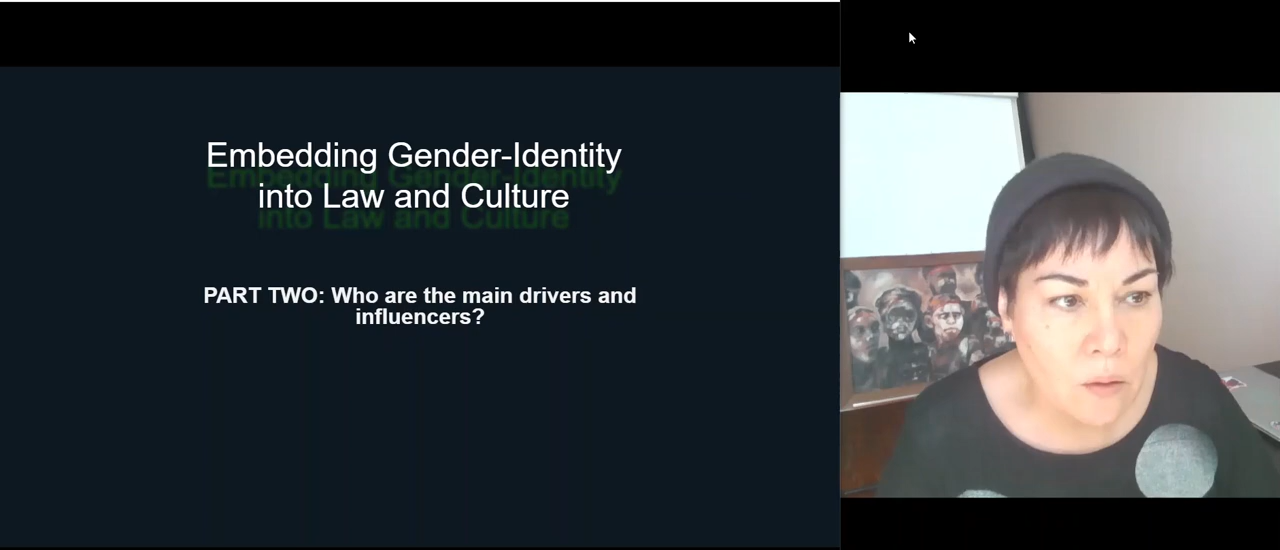 Embedding Gender-Identity
into Law and Culture
PART TWO: Who are the main drivers and
influencers?